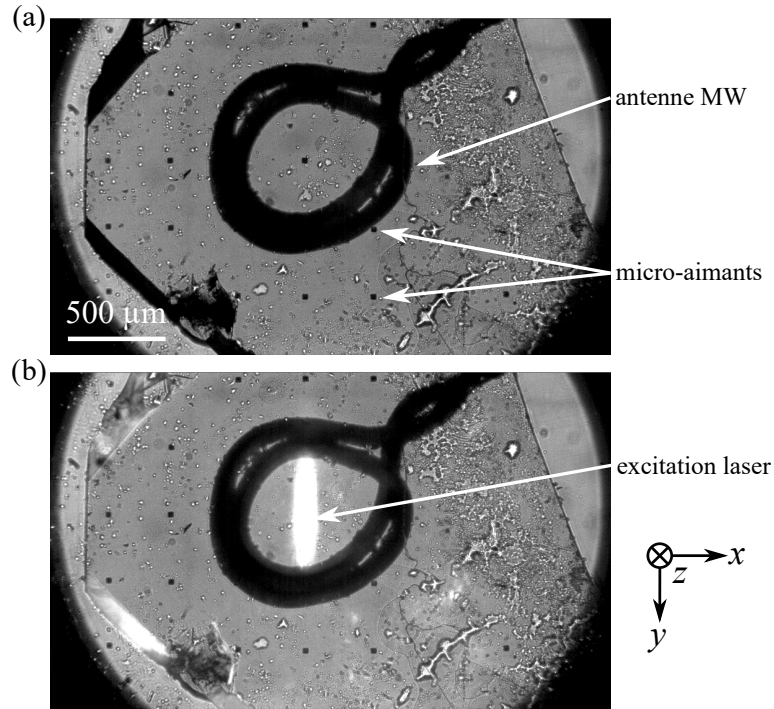 (a)
antenne MW
micro-aimants
500 µm
(b)
excitation laser
x
z
y